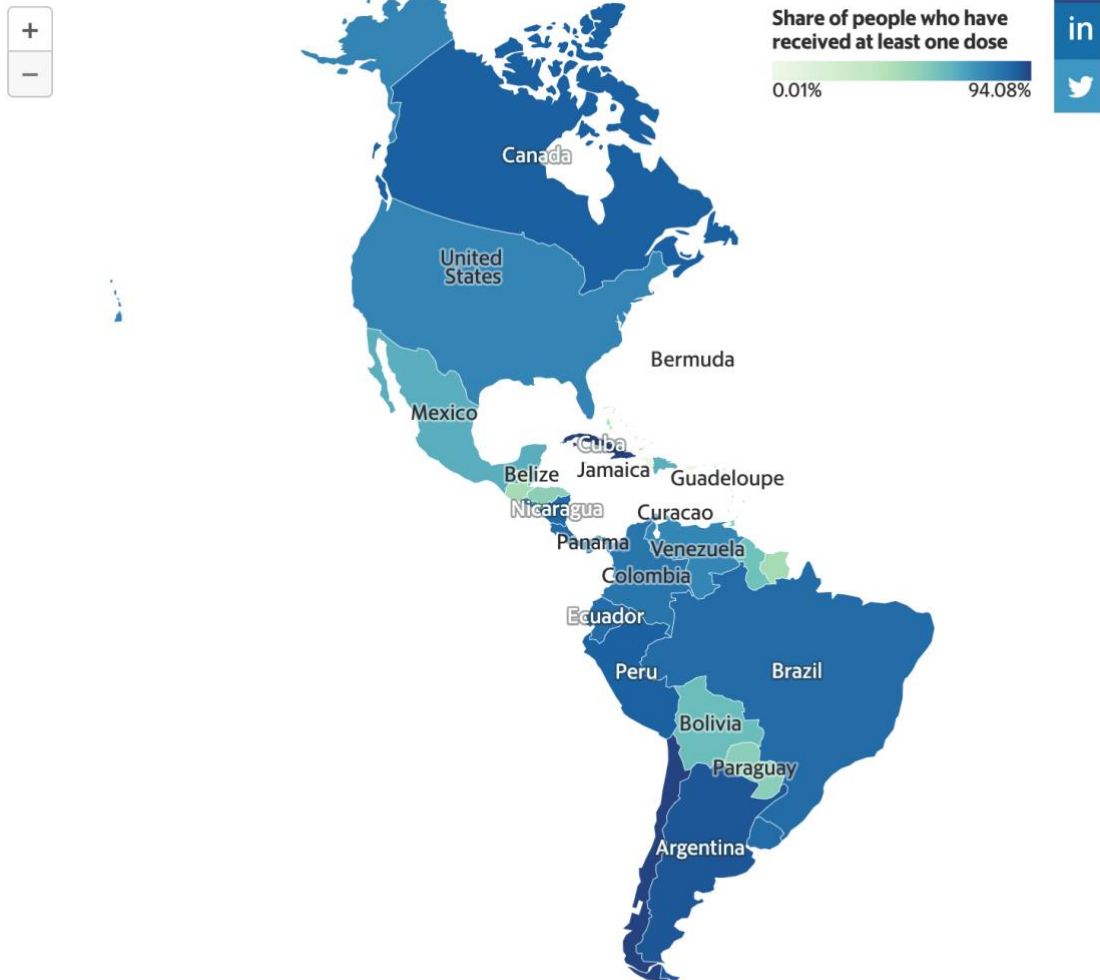 +
−
Share of people who have
received at least one dose
0.01% 94.08%
in
Canada
United
States
Bermuda
Mexico
Cuba
Belize
Jamaica
Guadeloupe
Nicaragua
Curacao
Panama
Venezuela
Colombia
Ecuador
Peru
Brazil
Bolivia
Paraguay
Argentina